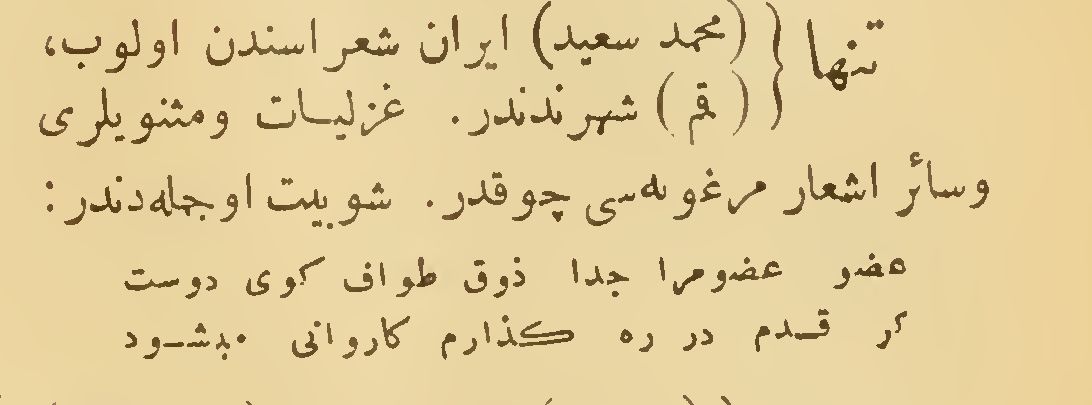 تنها {(محمد سعید) ایران شعراسندن اولوب،
(قم) شهرندندر. غزلیات ومثنویلری
وسائر اشعار مرغوبه‌سی چوقدر. شو بیت اوجمله‌دندر :
عضو عضومرا جدا ذوق طواف کوی دوست
کر قدم در ره کذارم کاروانی میشود